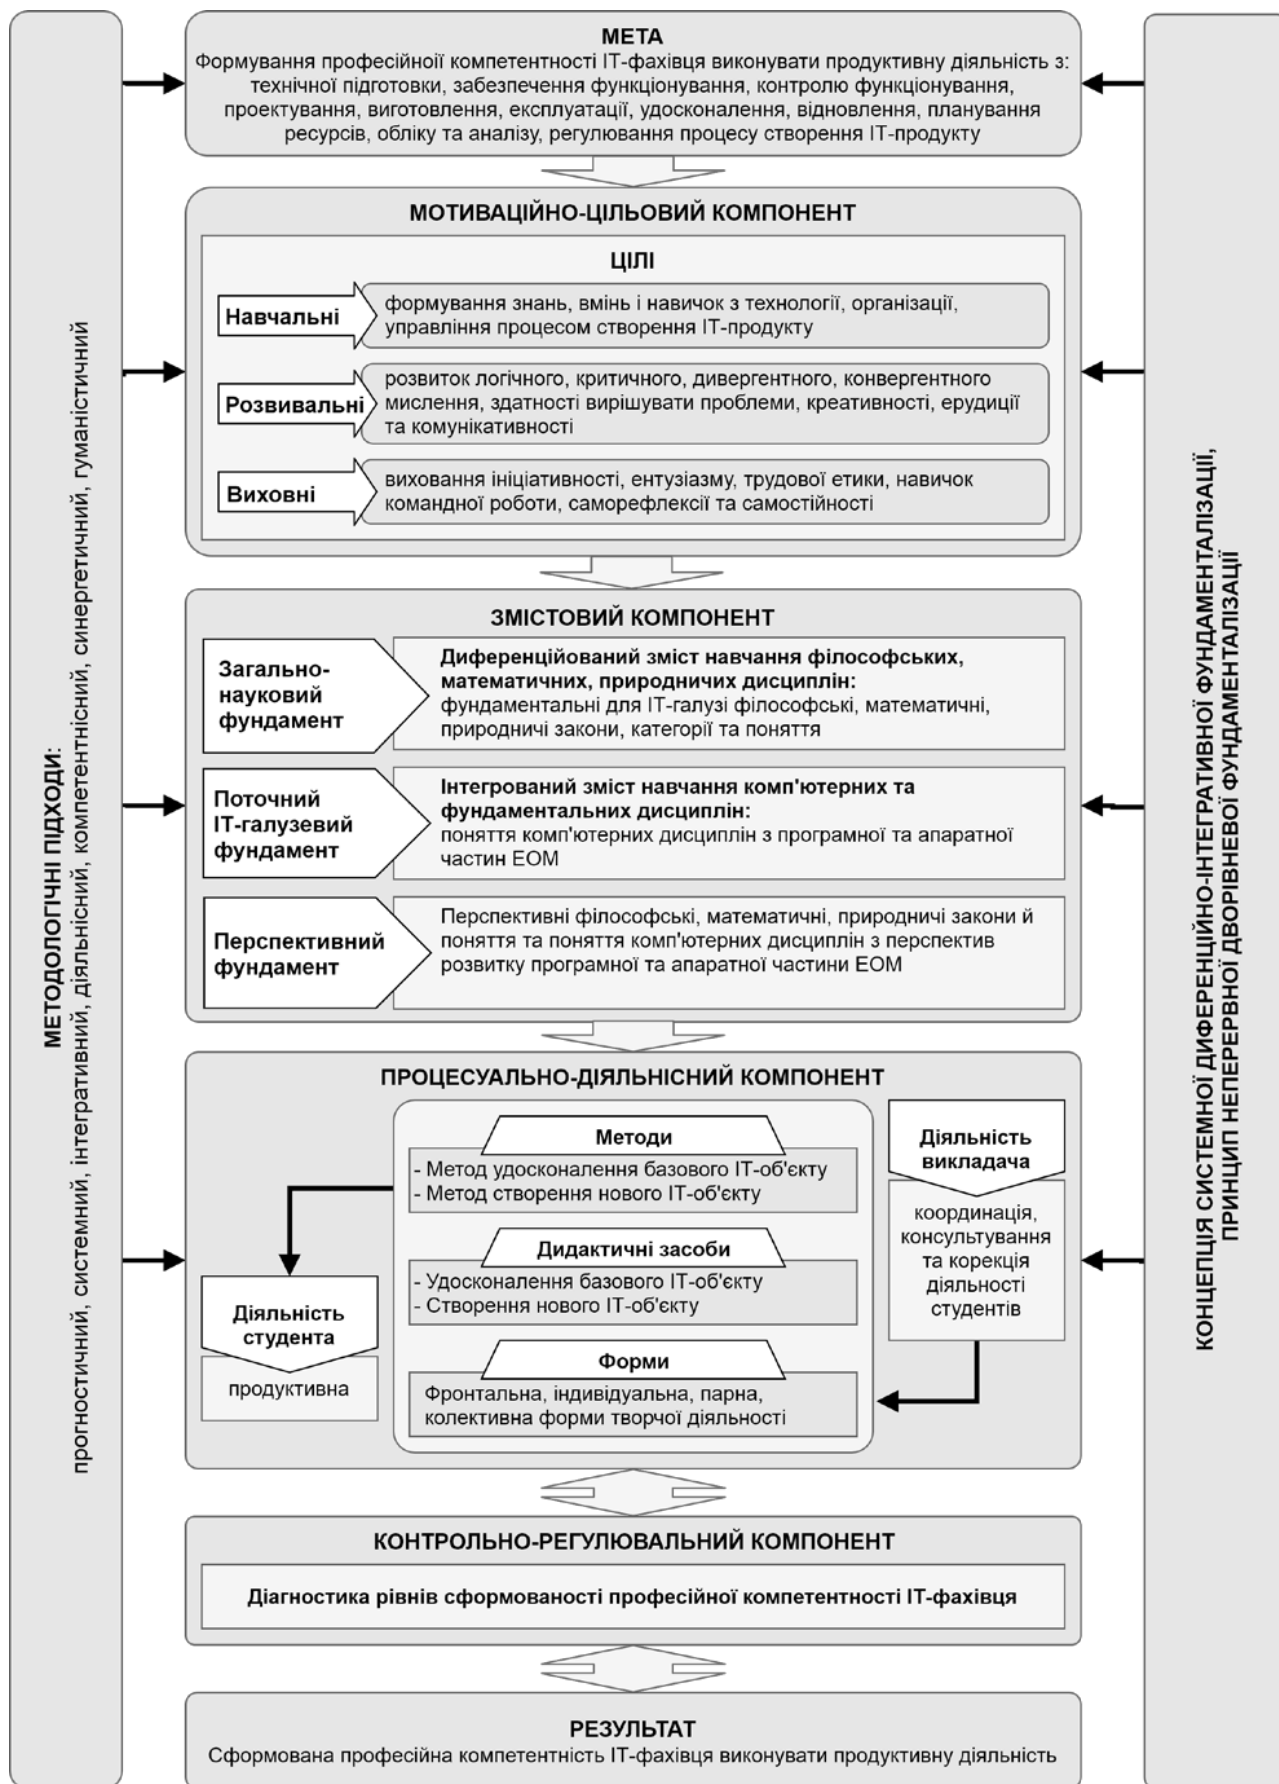 МЕТА
Формування професійноїі компетентності ІТ-фахівця виконувати продуктивну діяльність з:
технічної підготовки, забезпечення функціонування, контролю функціонування,
проектування, виготовлення, експлуатації, удосконалення, відновлення, планування
ресурсів, обліку та аналізу, регулювання процесу створення ІТ-продукту
МОТИВАЦІЙНО-ЦІЛЬОВИЙ КОМПОНЕНТ
ЦІЛІ
Навчальні
формування знань, вмінь і навичок з технології, організації,
управління процесом створення ІТ-продукту
Розвивальні
розвиток логічного, критичного, дивергентного, конвергентного
мислення, здатності вирішувати проблеми, креативності, ерудиції
та комунікативності
Виховні
виховання ініціативності, ентузіазму, трудової етики, навичок
командної роботи, саморефлексії та самостійності
ЗМІСТОВИЙ КОМПОНЕНТ
Загально-
науковий
фундамент
Диференційований зміст навчання філософських,
математичних, природничих дисциплін:
фундаментальні для ІТ-галузі філософські, математичні,
природничі закони, категорії та поняття
Поточний
ІТ-галузевий
фундамент
Інтегрований зміст навчання комп'ютерних та
фундаментальних дисциплін:
поняття комп'ютерних дисциплін з програмної та апаратної
частин ЕОМ
Перспективний
фундамент
Перспективні філософські, математичні, природничі закони й
поняття та поняття комп'ютерних дисциплін з перспектив
розвитку програмної та апаратної частини ЕОМ
ПРОЦЕСУАЛЬНО-ДІЯЛЬНІСНИЙ КОМПОНЕНТ
Методи
- Метод удосконалення базового ІТ-об'єкту
- Метод створення нового ІТ-об'єкту
Дидактичні засоби
- Удосконалення базового ІТ-об'єкту
- Створення нового ІТ-об'єкту
Форми
Фронтальна, індивідуальна, парна,
колективна форми творчої діяльності
Діяльність
студента
продуктивна
Діяльність
викладача
координація,
консультування
та корекція
діяльності
студентів
КОНТРОЛЬНО-РЕГУЛЮВАЛЬНИЙ КОМПОНЕНТ
Діагностика рівнів сформованості професійної компетентності ІТ-фахівця
РЕЗУЛЬТАТ
Сформована професійна компетентність ІТ-фахівця виконувати продуктивну діяльність
МЕТОДОЛОГІЧНІ ПІДХОДИ:
прогностичний, системний, інтегративний, діяльнісний, компетентнісний, синергетичний, гуманістичний
КОНЦЕПЦІЯ СИСТЕМНОЇ ДИФЕРЕНЦІЙНО-ІНТЕГРАТИВНОЇ ФУНДАМЕНТАЛІЗАЦІЇ,
ПРИНЦИП НЕПЕРЕРВНОЇ ДВОРІВНЕВОЇ ФУНДАМЕНТАЛІЗАЦІЇ